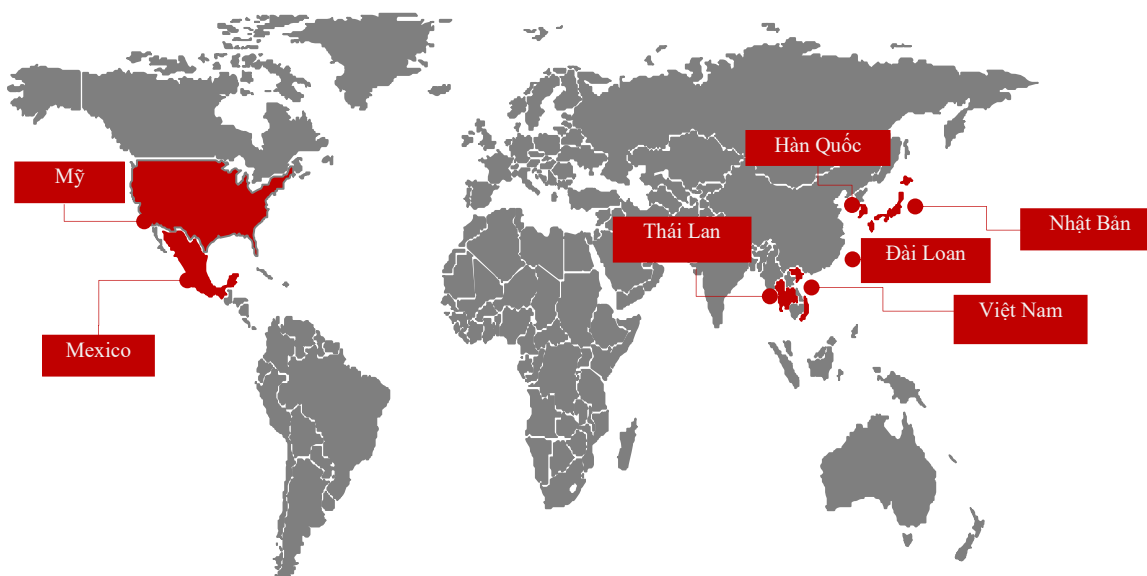 Hàn Quốc
Mỹ
Thái Lan
Nhật Bản
Đài Loan
Việt Nam
Mexico